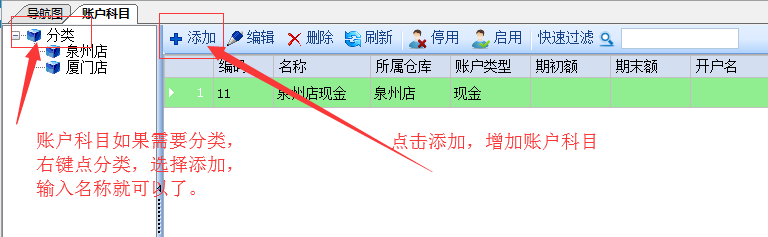 导航图 账户科目
分类
泉州店
厦门店
添加 编辑 删除 刷新 停用 启用 快速过滤
编码 名称 所属仓库 账户类型 期初额 期末额 开户名
1 11 泉州店现金 泉州店 现金
账户科目如果需要分类，
右键点分类，选择添加，
输入名称就可以了。
点击添加，增加账户科目